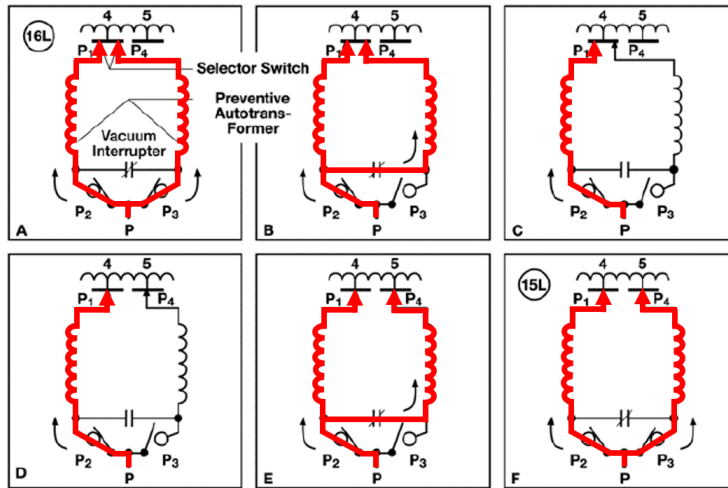 4 5
16L
P1 P4
Selector Switch
Preventive
Autotrans-
Former
Vacuum
Interrupter
P2 P3
A P
4 5
P1 P4
P2 P3
B P
4 5
P1 P4
P2 P3
C P
4 5
P1 P4
P2 P3
D P
4 5
P1 P4
P2 P3
E P
4 5
15L
P1 P4
P2 P3
P F